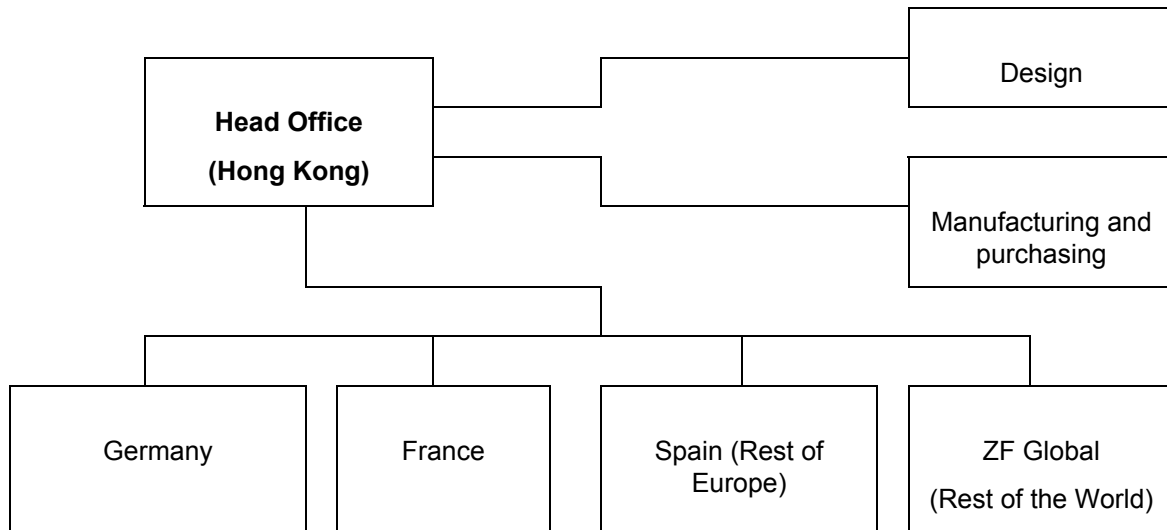 Design
Head Office
(Hong Kong)
Manufacturing and
purchasing
Germany
France
Spain (Rest of
Europe)
ZF Global
(Rest of the World)